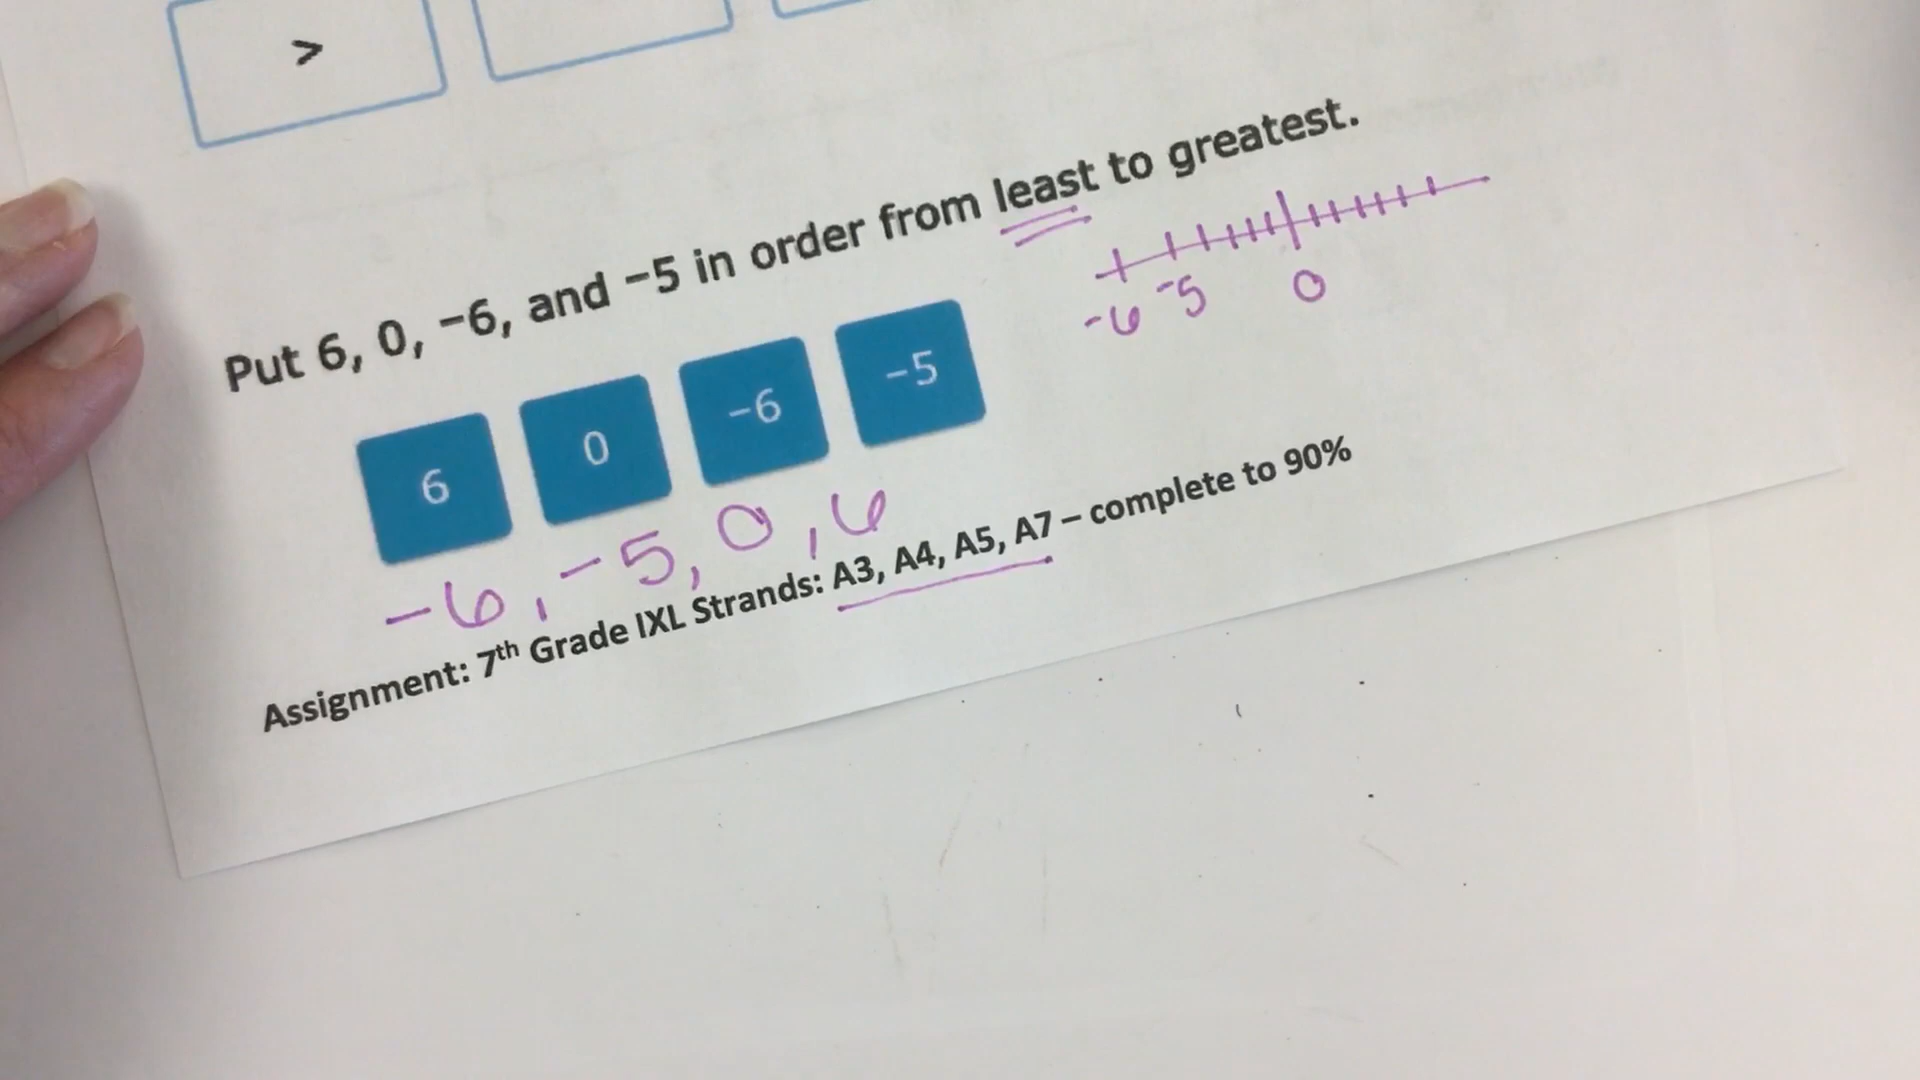 >
Put 6, 0, −6, and −5 in order from least to greatest.
-6 -5 0
6 0 −6 −5
-6, -5, 0, 6
Assignment: 7th Grade IXL Strands: A3, A4, A5, A7 – complete to 90%